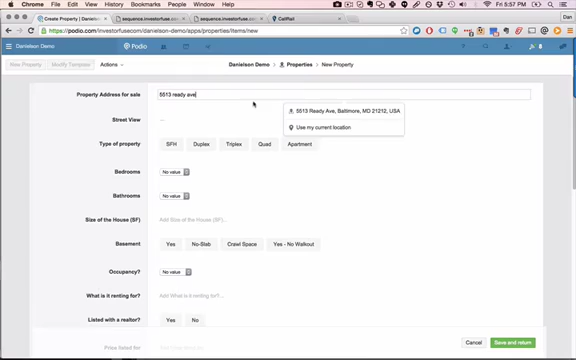 Chrome File Edit View History Bookmarks People Window Help
Fri 5:57 PM
Create Property | Danielson
https://sequence.investorfuse.c
https://sequence.investorfuse.c
CallRail
Dan
https://podio.com/investorfusecom/danielson-demo/apps/properties/items/new
Danielson Demo
Podio
New Property Modify Template Actions
Danielson Demo > Properties > New Property
Property Address for sale 5513 ready ave
5513 Ready Ave, Baltimore, MD 21212, USA
Use my current location
Street View
Type of property SFH Duplex Triplex Quad Apartment
Bedrooms No value
Bathrooms No value
Size of the House (SF) Add Size of the House (SF)...
Basement Yes No-Slab Crawl Space Yes - No Walkout
Occupancy? No value
What is it renting for? Add What is it renting for?...
Listed with a realtor? Yes No
Price listed for
Cancel Save and return